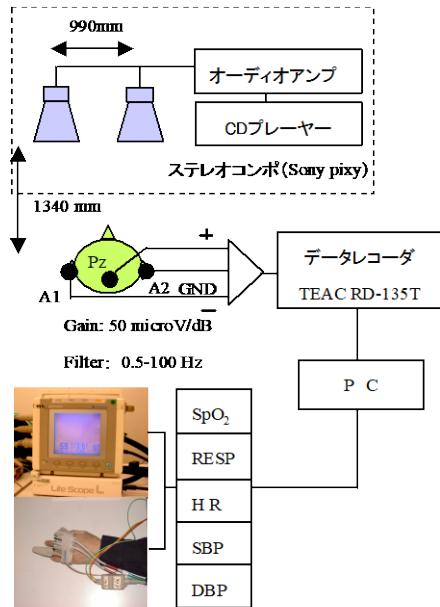 990mm
オーディオアンプ
CDプレーヤー
ステレオコンポ(Sony pixy)
1340 mm
+
Pz
A1
A2 GND
−
データレコーダ
TEAC RD-135T
Gain: 50 microV/dB
Filter: 0.5-100 Hz
P C
SpO₂
RESP
HR
SBP
DBP
Life Scope L